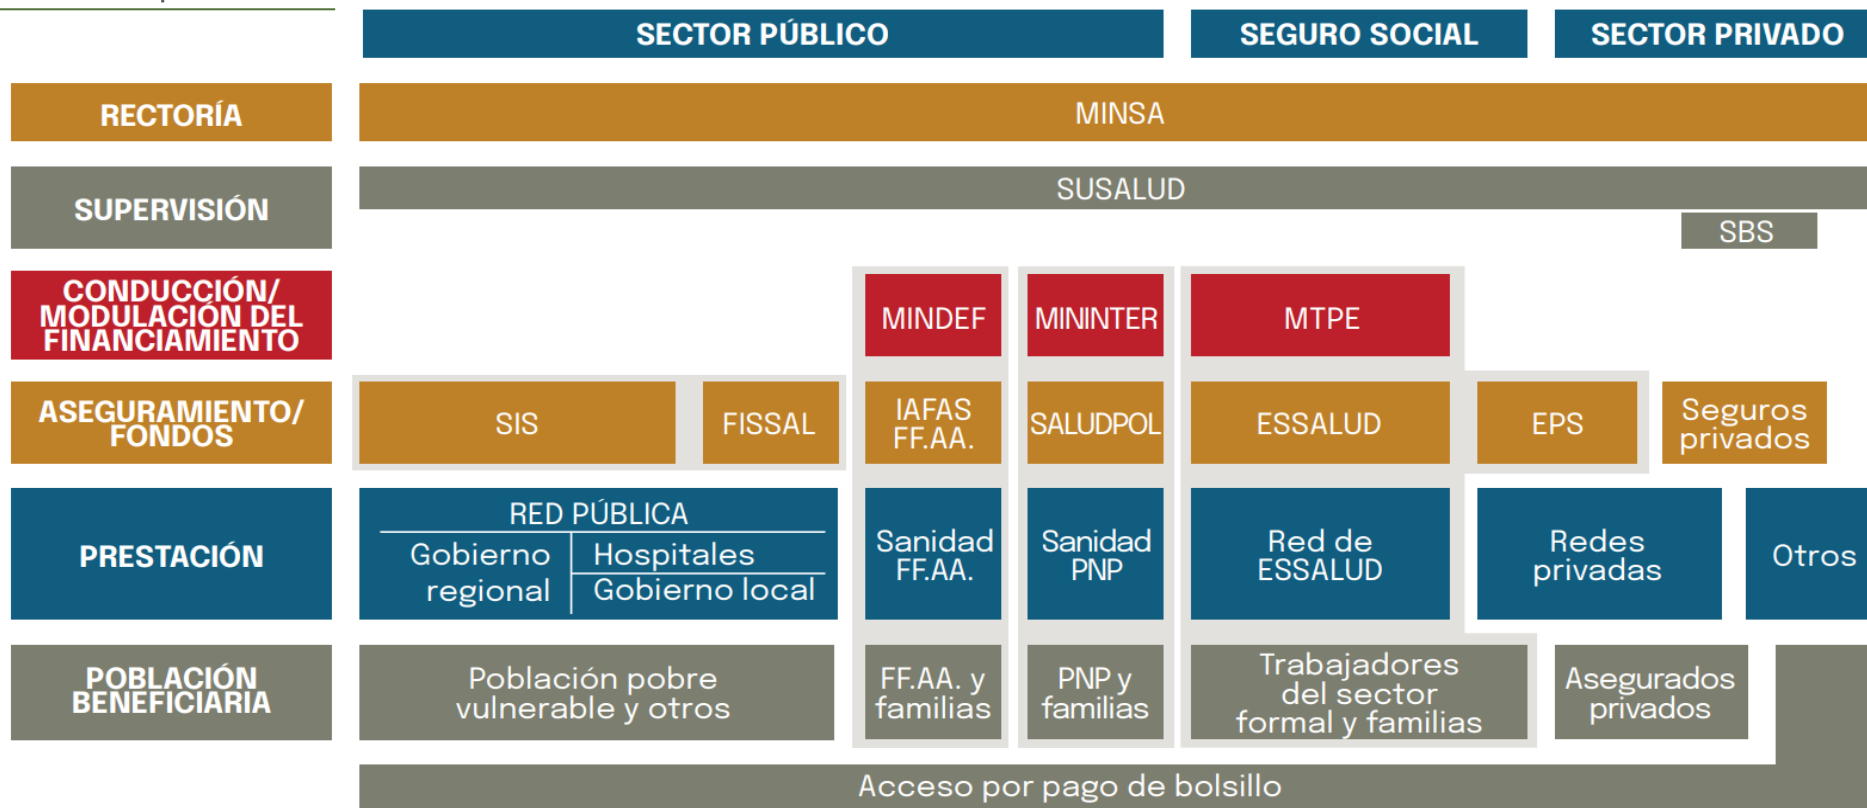 SECTOR PÚBLICO
SEGURO SOCIAL
SECTOR PRIVADO
RECTORÍA
MINSA
SUPERVISIÓN
SUSALUD
SBS
CONDUCCIÓN/
MODULACIÓN DEL
FINANCIAMIENTO
MINDEF
MININTER
MTPE
ASEGURAMIENTO/
FONDOS
SIS
FISSAL
IAFAS
FF.AA.
SALUDPOL
ESSALUD
EPS
Seguros
privados
PRESTACIÓN
RED PÚBLICA
Gobierno
regional
Hospitales
Gobierno local
Sanidad
FF.AA.
Sanidad
PNP
Red de
ESSALUD
Redes
privadas
Otros
POBLACIÓN
BENEFICIARIA
Población pobre
vulnerable y otros
FF.AA. y
familias
PNP y
familias
Trabajadores
del sector
formal y familias
Asegurados
privados
Acceso por pago de bolsillo